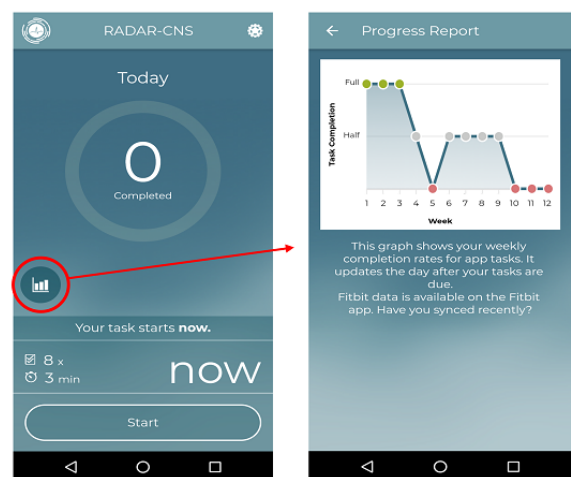 RADAR-CNS
Today
0
Completed
Your task starts now.
8 x
3 min
now
Start
Progress Report
Task Completion
Full
Half
1 2 3 4 5 6 7 8 9 10 11 12
Week
This graph shows your weekly
completion rates for app tasks. It
updates the day after your tasks are
due.
Fitbit data is available on the Fitbit
app. Have you synced recently?